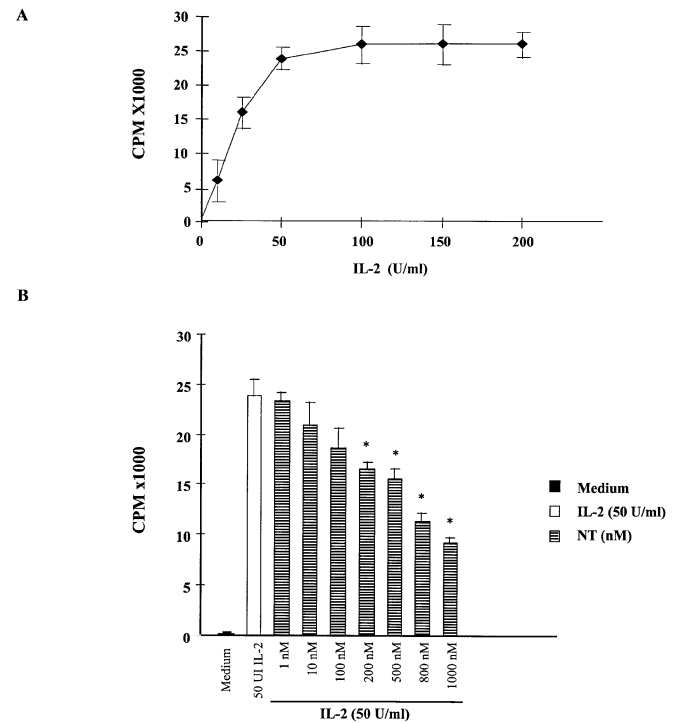 A
30
25
20
15
10
5
0
CPM X1000
0 50 100 150 200
IL-2 (U/ml)
B
30
25
20
15
10
5
0
CPM x1000
Medium
50 UI IL-2
1 nM
10 nM
100 nM
200 nM
500 nM
800 nM
1000 nM
* * * *
IL-2 (50 U/ml)
Medium
IL-2 (50 U/ml)
NT (nM)